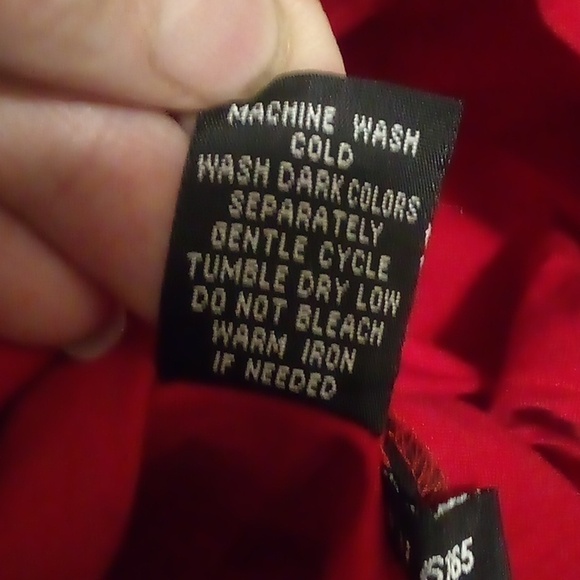 MACHINE WASH
COLD
WASH DARK COLORS
SEPARATELY
GENTLE CYCLE
TUMBLE DRY LOW
DO NOT BLEACH
WARM IRON
IF NEEDED